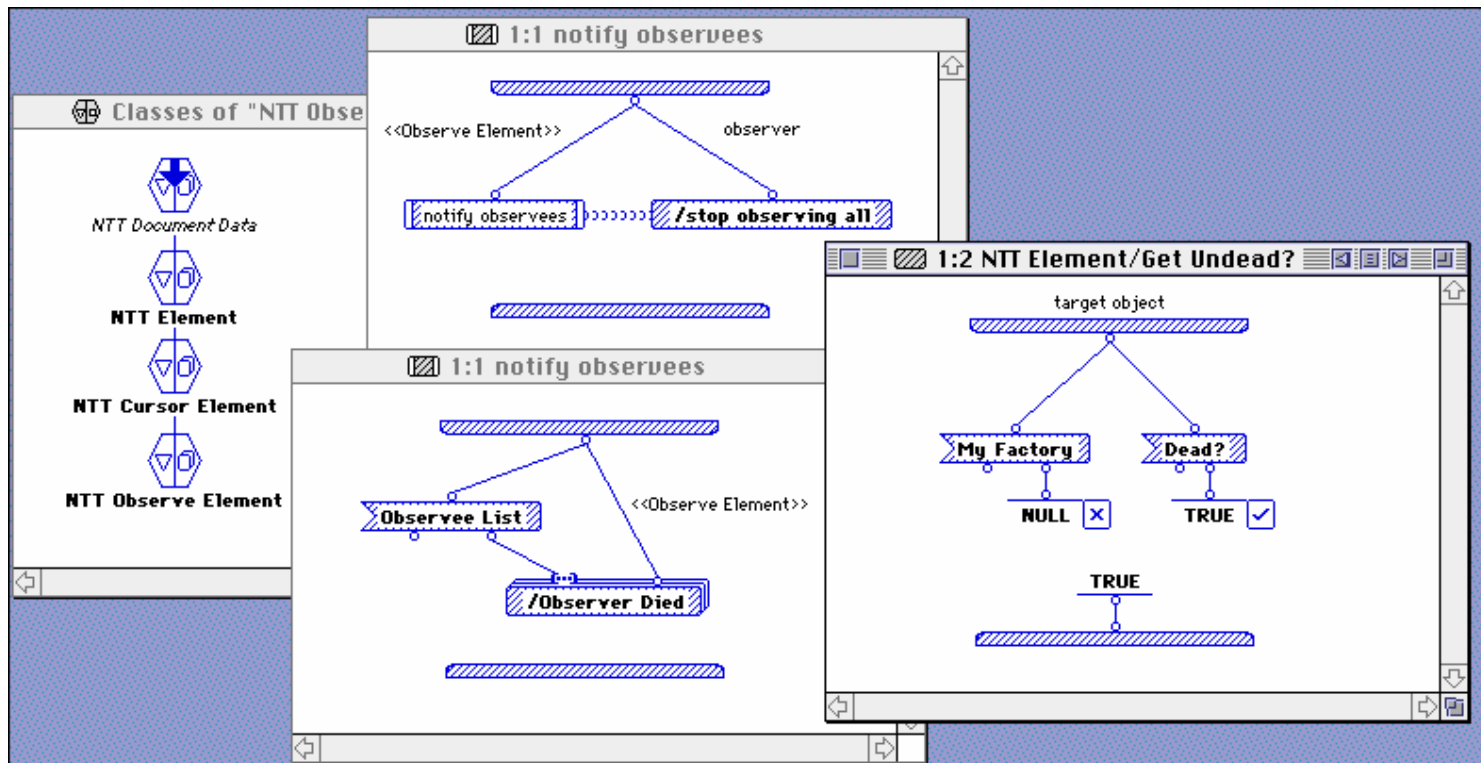 1:1 notify observees
<<Observe Element>>
observer
notify observees
/stop observing all
Classes of "NTT Obse
NTT Document Data
NTT Element
NTT Cursor Element
NTT Observe Element
1:1 notify observees
Observee List
<<Observe Element>>
/Observer Died
1:2 NTT Element/Get Undead?
target object
My Factory
Dead?
NULL
TRUE
TRUE